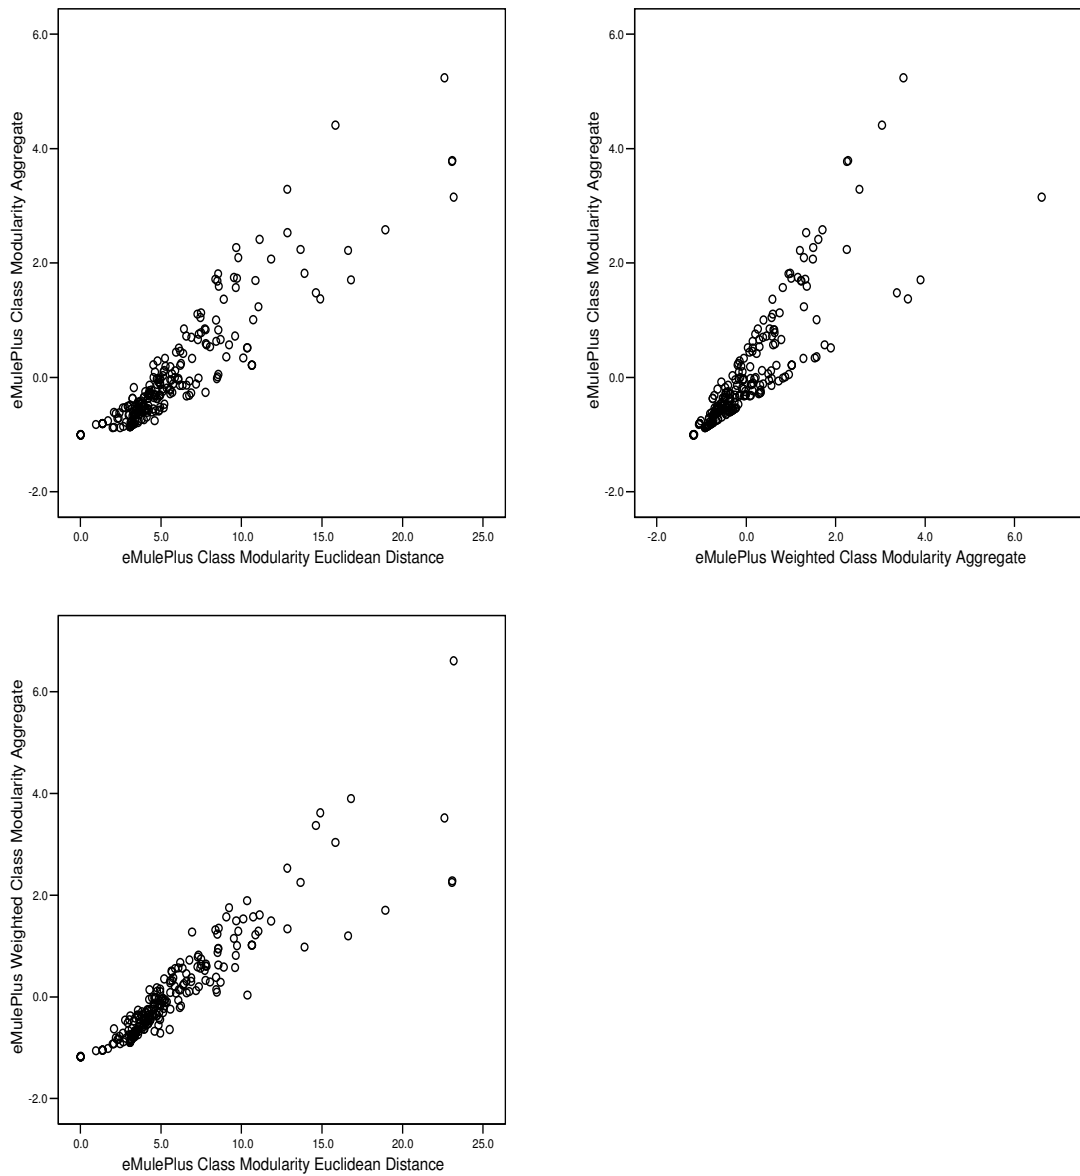 eMulePlus Class Modularity Aggregate
6.0
4.0
2.0
0.0
-2.0
0.0 5.0 10.0 15.0 20.0 25.0
eMulePlus Class Modularity Euclidean Distance
eMulePlus Class Modularity Aggregate
6.0
4.0
2.0
0.0
-2.0
-2.0 0.0 2.0 4.0 6.0
eMulePlus Weighted Class Modularity Aggregate
eMulePlus Weighted Class Modularity Aggregate
6.0
4.0
2.0
0.0
-2.0
0.0 5.0 10.0 15.0 20.0 25.0
eMulePlus Class Modularity Euclidean Distance